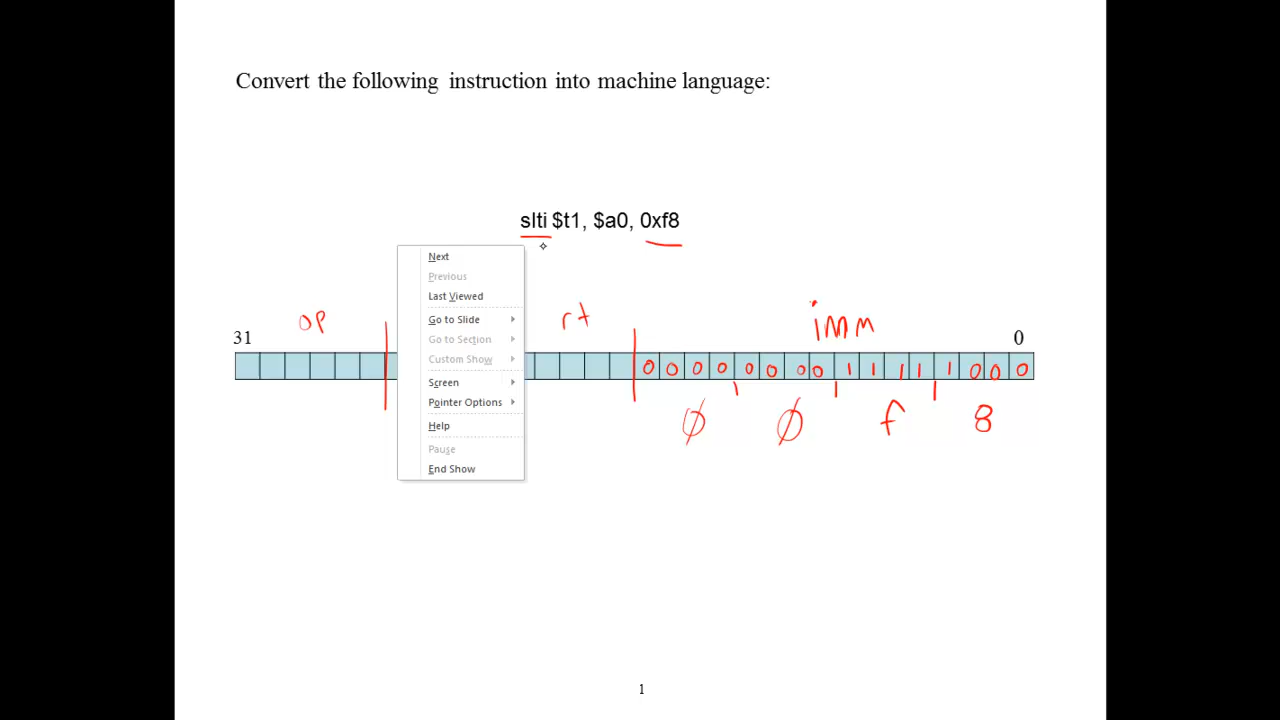 Convert the following instruction into machine language:
slti $t1, $a0, 0xf8
Next
Previous
Last Viewed
Go to Slide
Go to Section
Custom Show
Screen
Pointer Options
Help
Pause
End Show
op rt imm
31 0
0 0 0 0 0 0 0 0 1 1 1 1 1 0 0 0
0 0 f 8
1